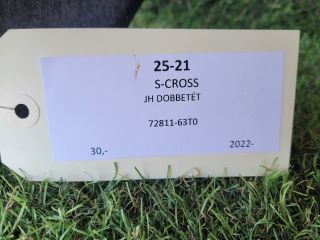 25-21
S-CROSS
JH DOBBETÉT
72811-63T0
30,- 2022-